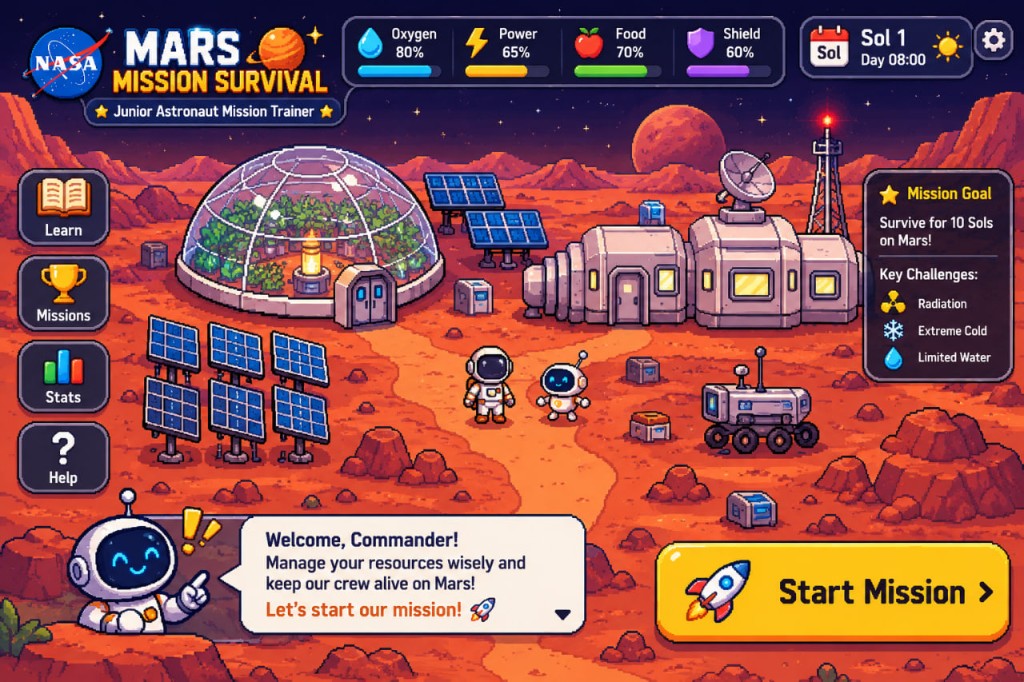 NASA
MARS
MISSION SURVIVAL
Junior Astronaut Mission Trainer
Oxygen
80%
Power
65%
Food
70%
Shield
60%
Sol
Sol 1
Day 08:00
Learn
Missions
Stats
?
Help
Mission Goal
Survive for 10 Sols
on Mars!
Key Challenges:
Radiation
Extreme Cold
Limited Water
!!
Welcome, Commander!
Manage your resources wisely and
keep our crew alive on Mars!
Let's start our mission!
Start Mission >